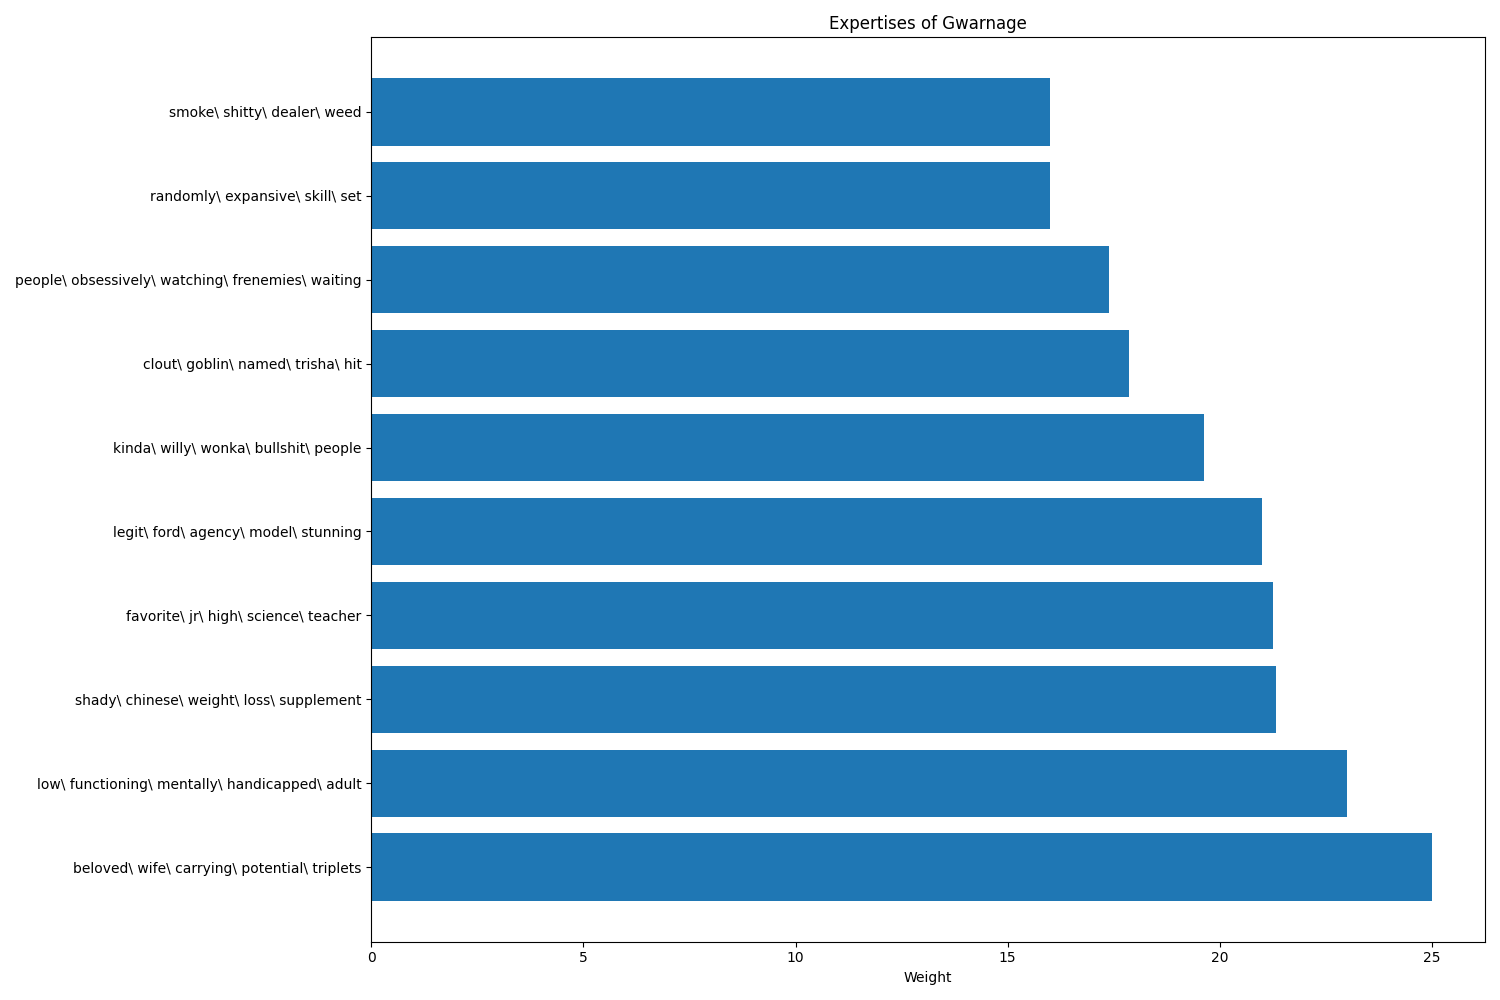 Expertises of Gwarnage
smoke\ shitty\ dealer\ weed
randomly\ expansive\ skill\ set
people\ obsessively\ watching\ frenemies\ waiting
clout\ goblin\ named\ trisha\ hit
kinda\ willy\ wonka\ bullshit\ people
legit\ ford\ agency\ model\ stunning
favorite\ jr\ high\ science\ teacher
shady\ chinese\ weight\ loss\ supplement
low\ functioning\ mentally\ handicapped\ adult
beloved\ wife\ carrying\ potential\ triplets
0 5 10 15 20 25
Weight